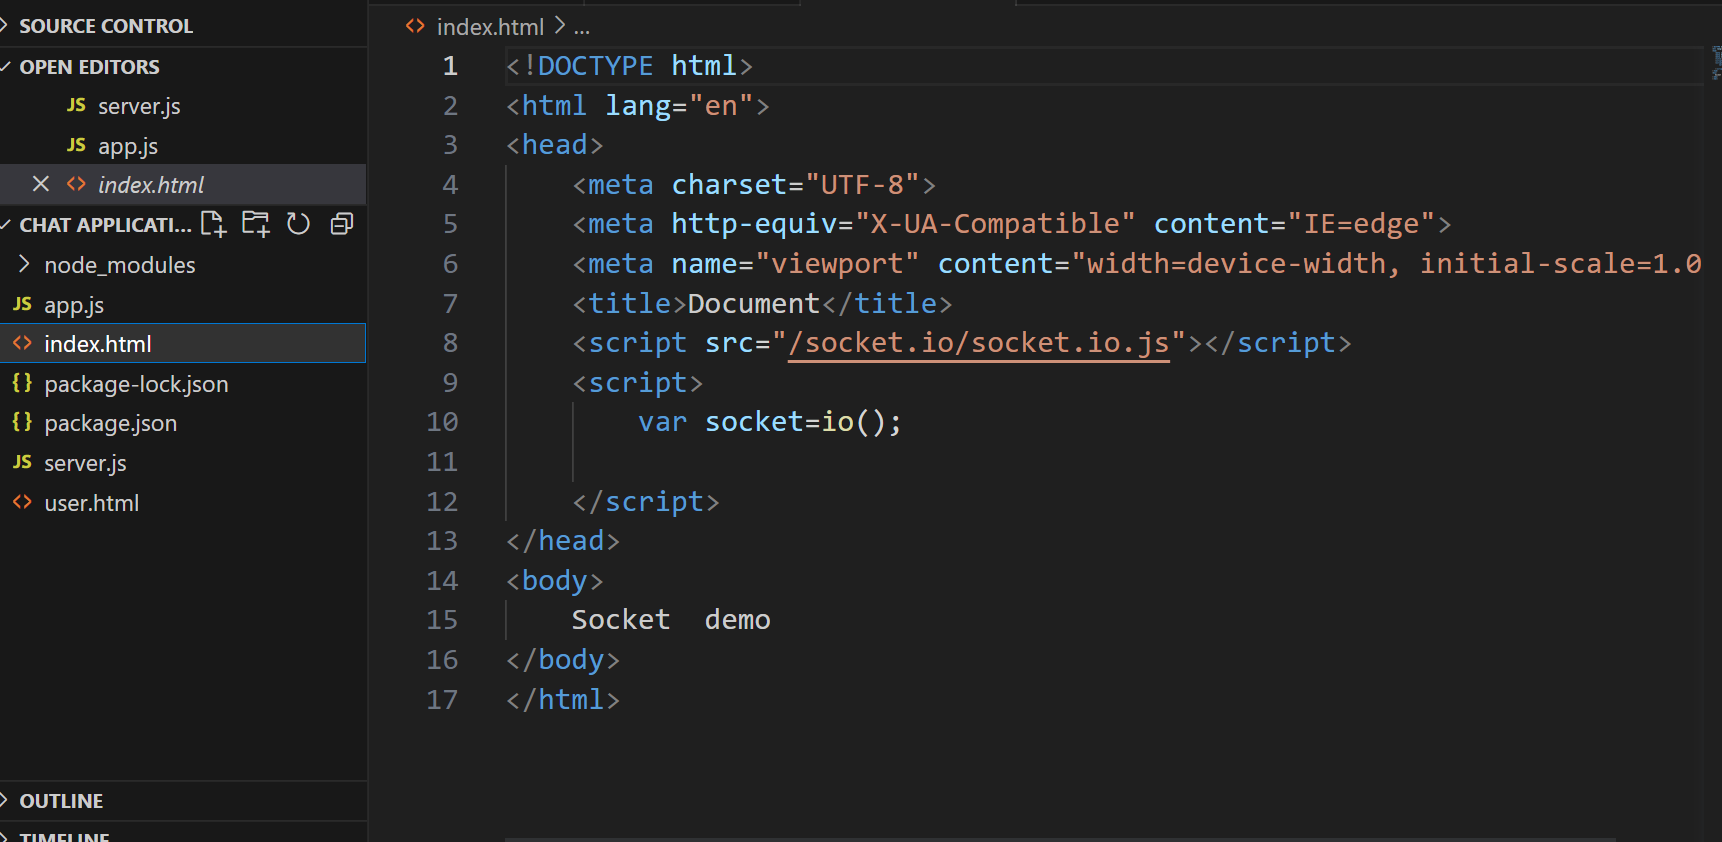 SOURCE CONTROL
OPEN EDITORS
JS server.js
JS app.js
<> index.html
CHAT APPLICATI...
node_modules
JS app.js
<> index.html
{} package-lock.json
{} package.json
JS server.js
<> user.html
OUTLINE
TIMELINE
<> index.html > ...
1 <!DOCTYPE html>
2 <html lang="en">
3 <head>
4 <meta charset="UTF-8">
5 <meta http-equiv="X-UA-Compatible" content="IE=edge">
6 <meta name="viewport" content="width=device-width, initial-scale=1.0
7 <title>Document</title>
8 <script src="/socket.io/socket.io.js"></script>
9 <script>
10 var socket=io();
11
12 </script>
13 </head>
14 <body>
15 Socket  demo
16 </body>
17 </html>